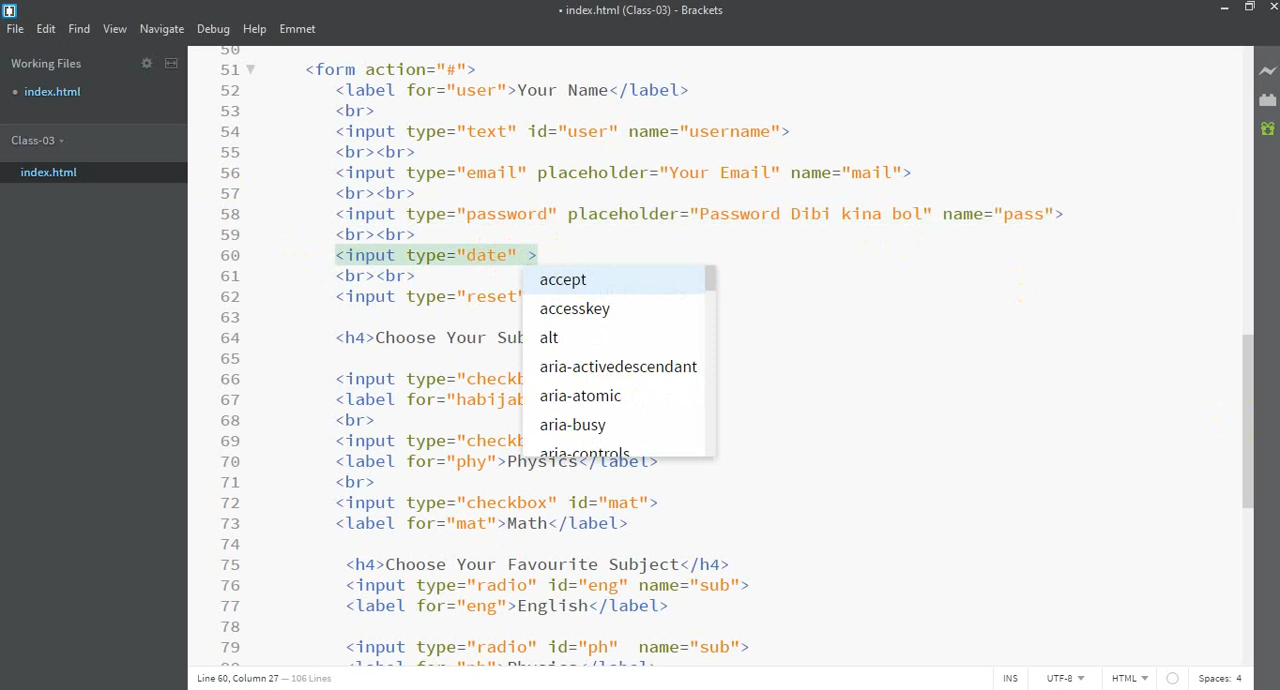 • index.html (Class-03) - Brackets
File Edit Find View Navigate Debug Help Emmet
Working Files
• index.html
Class-03
index.html
50
51 <form action="#">
52 <label for="user">Your Name</label>
53 <br>
54 <input type="text" id="user" name="username">
55 <br><br>
56 <input type="email" placeholder="Your Email" name="mail">
57 <br><br>
58 <input type="password" placeholder="Password Dibi kina bol" name="pass">
59 <br><br>
60 <input type="date" >
61 <br><br>
62 <input type="reset"
63
64 <h4>Choose Your Sub
65
66 <input type="checkb
67 <label for="habijab
68 <br>
69 <input type="checkb
70 <label for="phy">Physics</label>
71 <br>
72 <input type="checkbox" id="mat">
73 <label for="mat">Math</label>
74
75 <h4>Choose Your Favourite Subject</h4>
76 <input type="radio" id="eng" name="sub">
77 <label for="eng">English</label>
78
79 <input type="radio" id="ph"  name="sub">
80 <label for="ph">Physics</label>
accept
accesskey
alt
aria-activedescendant
aria-atomic
aria-busy
aria-controls
Line 60, Column 27 — 106 Lines
INS UTF-8 HTML Spaces: 4